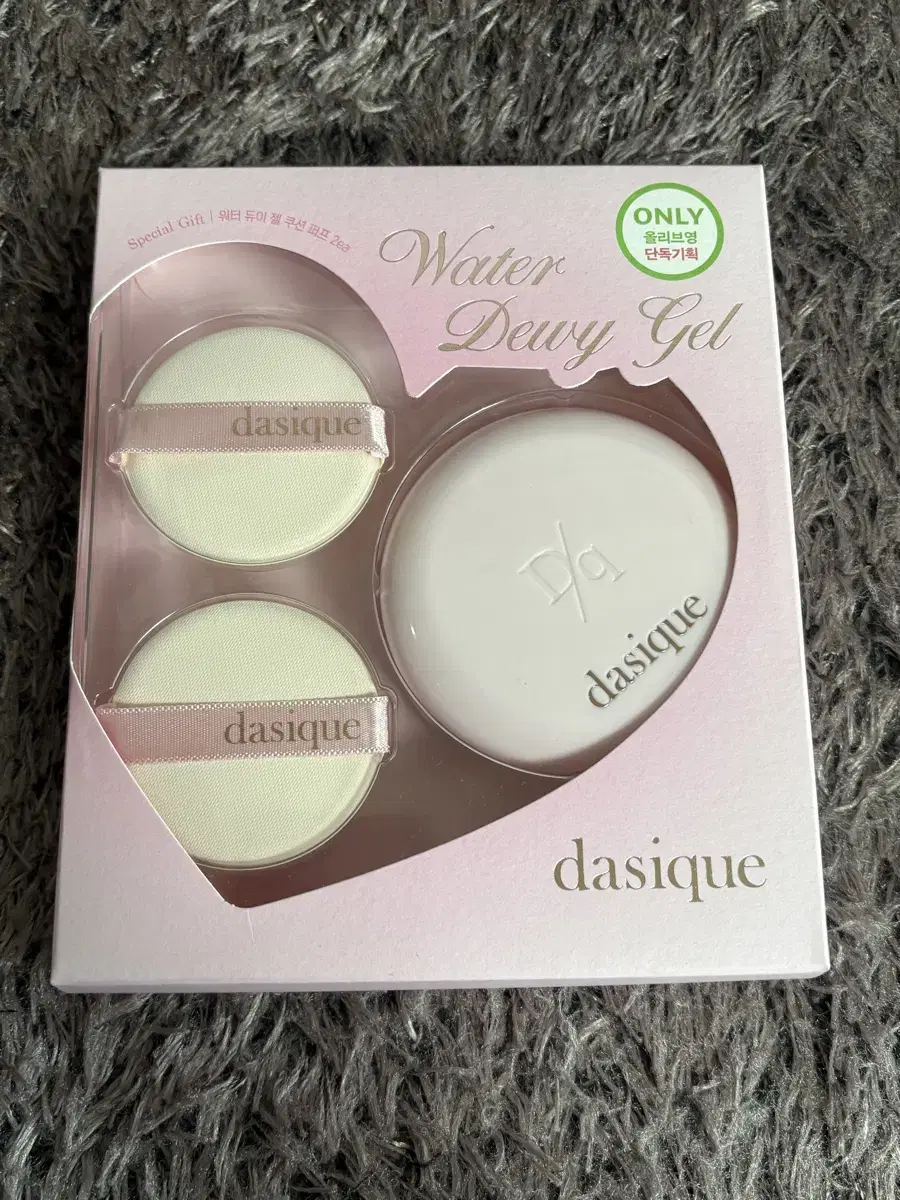 Special Gift | 워터 듀이 젤 쿠션 퍼프 2ea
Water
Dewy Gel
ONLY
올리브영
단독기획
dasique
dasique
D/q
dasique
dasique